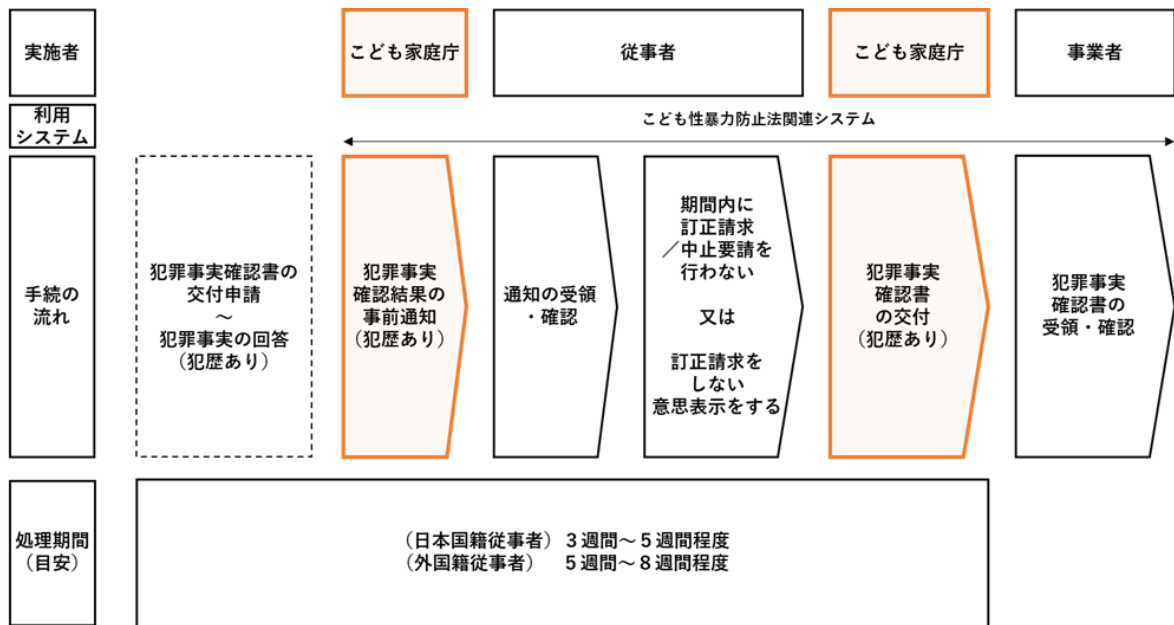 実施者
こども家庭庁
従事者
こども家庭庁
事業者
利用
システム
こども性暴力防止法関連システム
手続の
流れ
犯罪事実確認書の
交付申請
~
犯罪事実の回答
(犯歴あり)
犯罪事実
確認結果の
事前通知
(犯歴あり)
通知の受領
・確認
期間内に
訂正請求
／中止要請を
行わない
又は
訂正請求を
しない
意思表示をする
犯罪事実
確認書
の交付
(犯歴あり)
犯罪事実
確認書の
受領・確認
処理期間
(目安)
(日本国籍従事者) 3週間～5週間程度
(外国籍従事者) 5週間～8週間程度